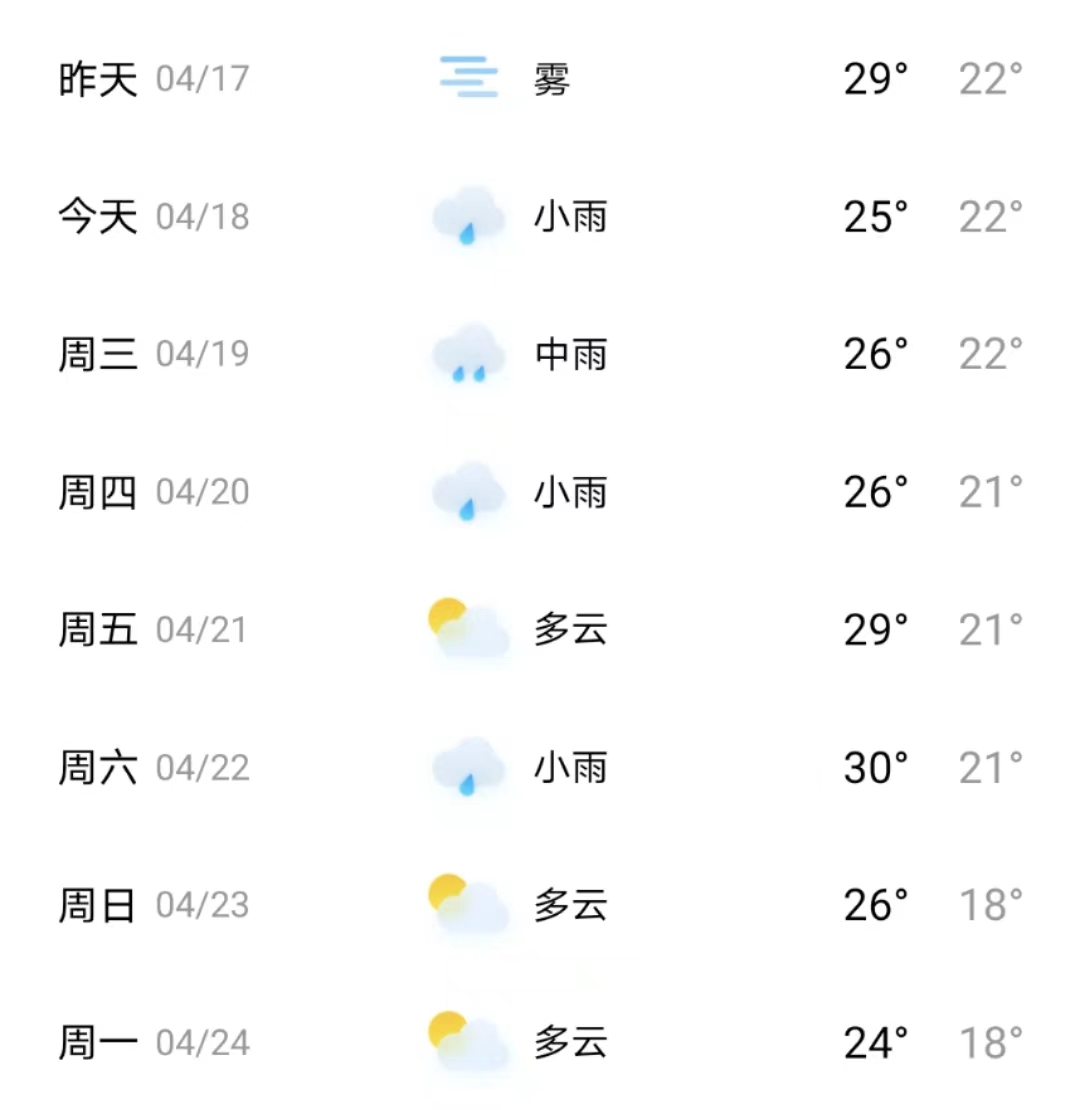 昨天 04/17 雾 29° 22°
今天 04/18 小雨 25° 22°
周三 04/19 中雨 26° 22°
周四 04/20 小雨 26° 21°
周五 04/21 多云 29° 21°
周六 04/22 小雨 30° 21°
周日 04/23 多云 26° 18°
周一 04/24 多云 24° 18°